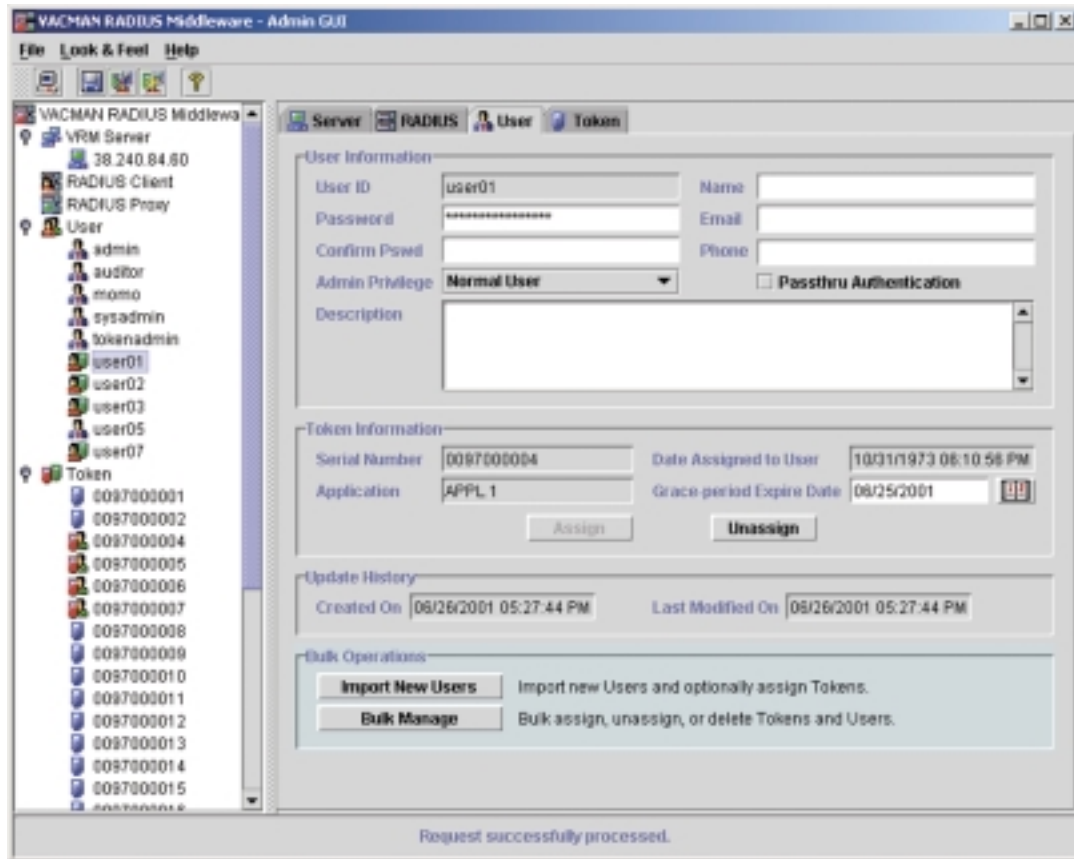 VACMAN RADIUS Middleware - Admin GUI
File Look & Feel Help
VACMAN RADIUS Middlewa
VRM Server
38.240.84.60
RADIUS Client
RADIUS Proxy
User
admin
auditor
momo
sysadmin
tokenadmin
user01
user02
user03
user05
user07
Token
0097000001
0097000002
0097000004
0097000005
0097000006
0097000007
0097000008
0097000009
0097000010
0097000011
0097000012
0097000013
0097000014
0097000015
Server RADIUS User Token
User Information
User ID user01 Name
Password **************** Email
Confirm Pswd Phone
Admin Privilege Normal User Passthru Authentication
Description
Token Information
Serial Number 0097000004 Date Assigned to User 10/31/1973 06:10:56 PM
Application APPL 1 Grace-period Expire Date 06/25/2001
Assign Unassign
Update History
Created On 06/26/2001 05:27:44 PM Last Modified On 06/26/2001 05:27:44 PM
Bulk Operations
Import New Users Import new Users and optionally assign Tokens.
Bulk Manage Bulk assign, unassign, or delete Tokens and Users.
Request successfully processed.